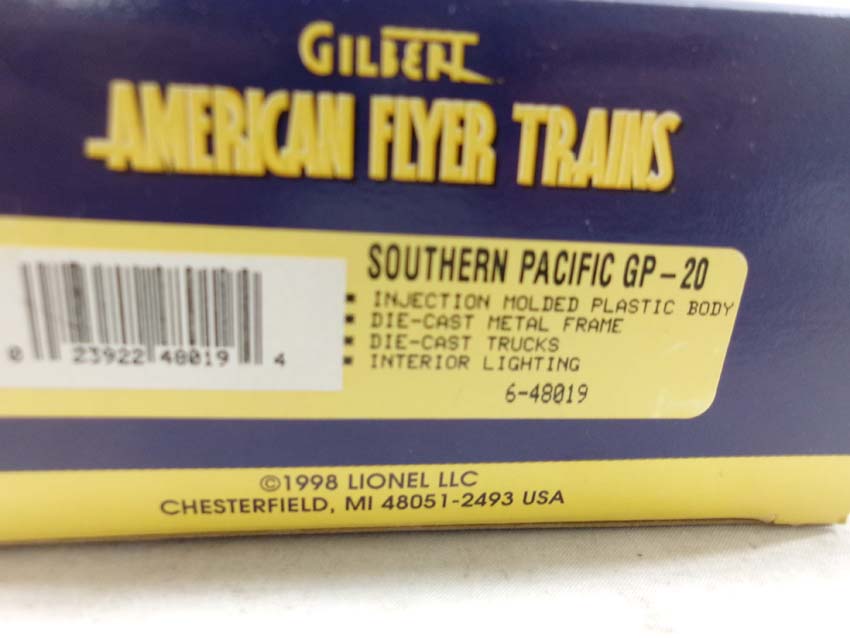 GILBERT
AMERICAN FLYER TRAINS
SOUTHERN PACIFIC GP-20
▪ INJECTION MOLDED PLASTIC BODY
▪ DIE-CAST METAL FRAME
▪ DIE-CAST TRUCKS
▪ INTERIOR LIGHTING
6-48019
0 23922 48019 4
©1998 LIONEL LLC
CHESTERFIELD, MI 48051-2493 USA